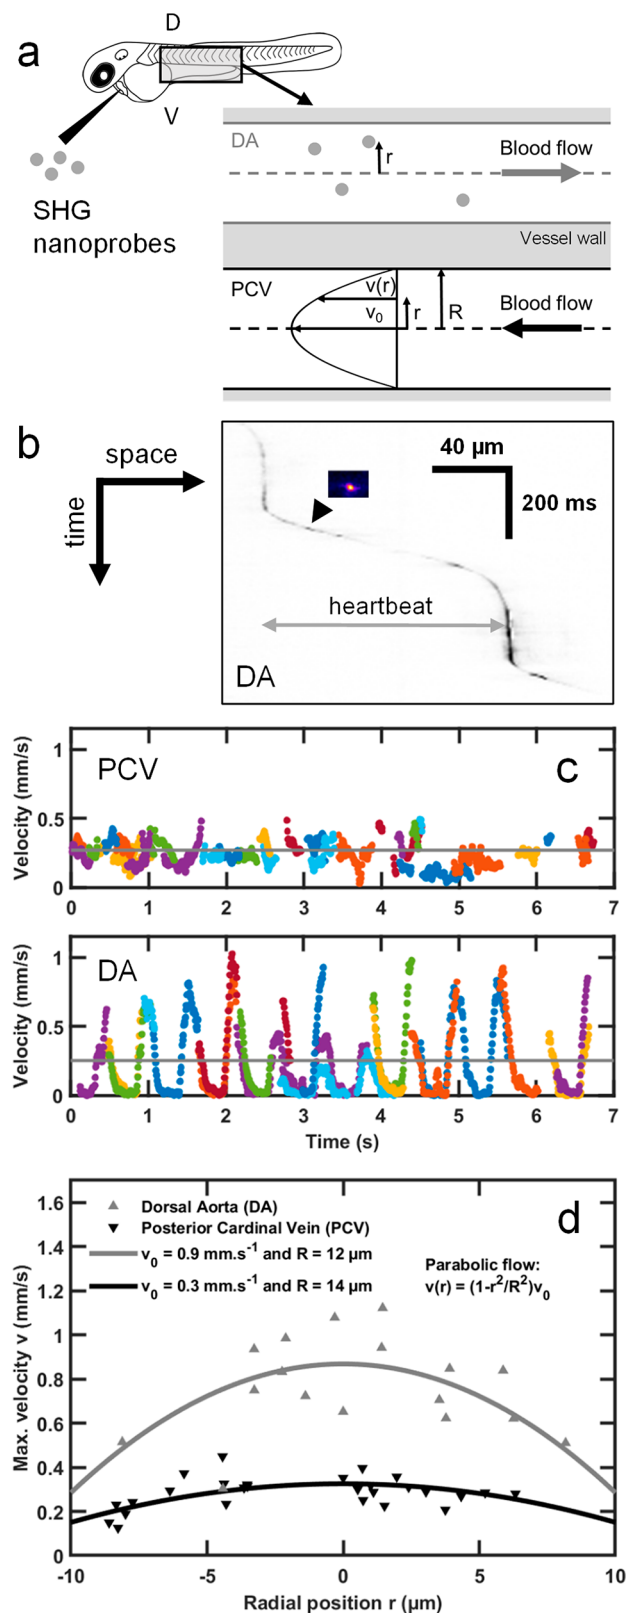 a
D
V
SHG
nanoprobes
DA
r
Blood flow
Vessel wall
PCV
v(r)
v0
r
R
Blood flow
b
space
time
40 µm
200 ms
heartbeat
DA
c
PCV
Velocity (mm/s)
1
0.5
0
0 1 2 3 4 5 6 7
DA
Velocity (mm/s)
1
0.5
0
0 1 2 3 4 5 6 7
Time (s)
d
Dorsal Aorta (DA)
Posterior Cardinal Vein (PCV)
v0 = 0.9 mm.s-1 and R = 12 µm
v0 = 0.3 mm.s-1 and R = 14 µm
Parabolic flow:
v(r) = (1-r2/R2)v0
Max. velocity v (mm/s)
1.6
1.4
1.2
1
0.8
0.6
0.4
0.2
0
-10 -5 0 5 10
Radial position r (µm)